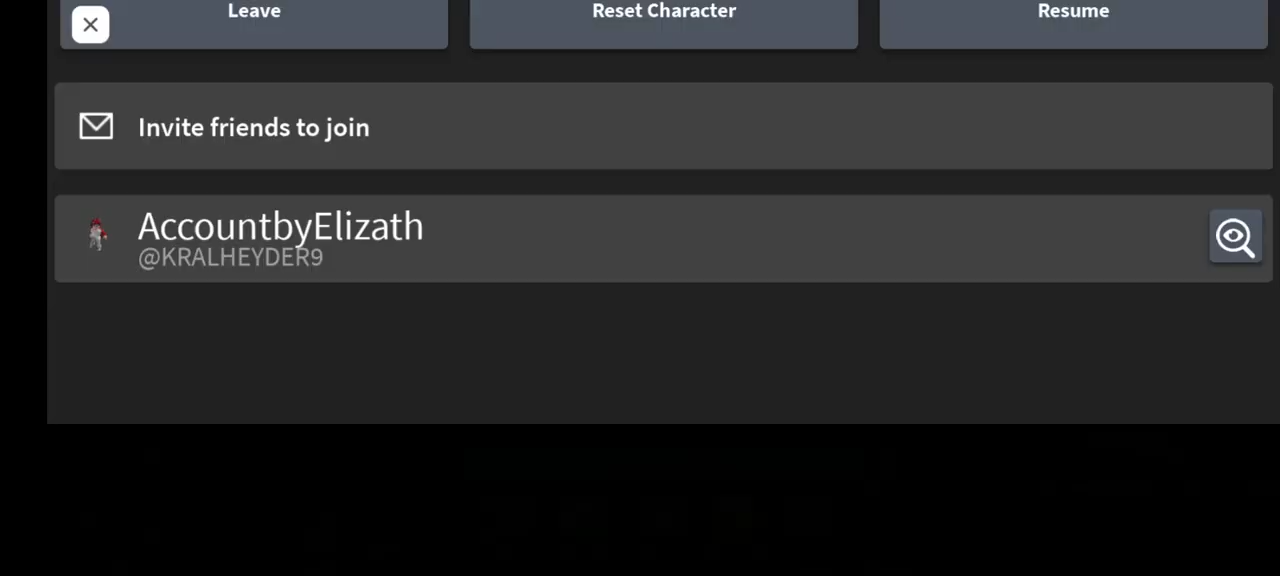 Leave
Reset Character
Resume
Invite friends to join
AccountbyElizath
@KRALHEYDER9